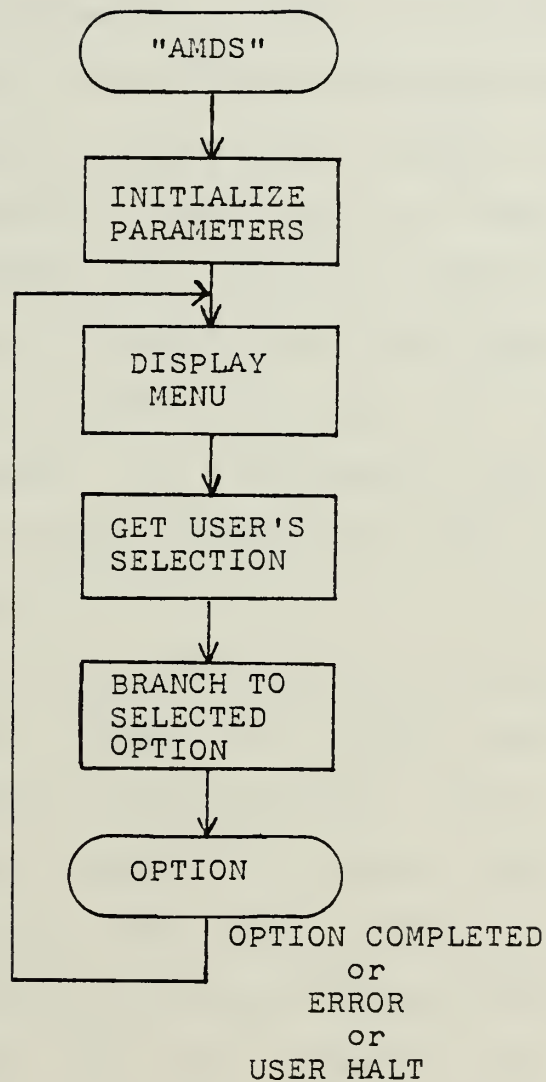 "AMDS"
INITIALIZE
PARAMETERS
DISPLAY
MENU
GET USER'S
SELECTION
BRANCH TO
SELECTED
OPTION
OPTION
OPTION COMPLETED
or
ERROR
or
USER HALT